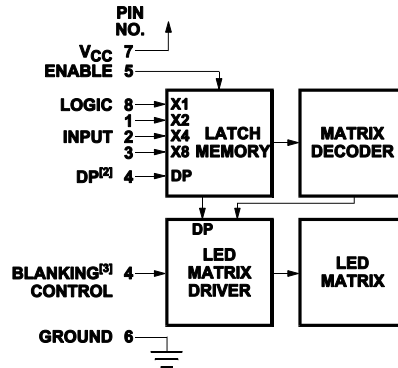 PIN
NO.
VCC 7
ENABLE 5
LOGIC 8 X1
1 X2
INPUT 2 X4
3 X8
DP[2] 4 DP
LATCH
MEMORY
MATRIX
DECODER
DP
LED
MATRIX
DRIVER
LED
MATRIX
BLANKING[3] 4
CONTROL
GROUND 6